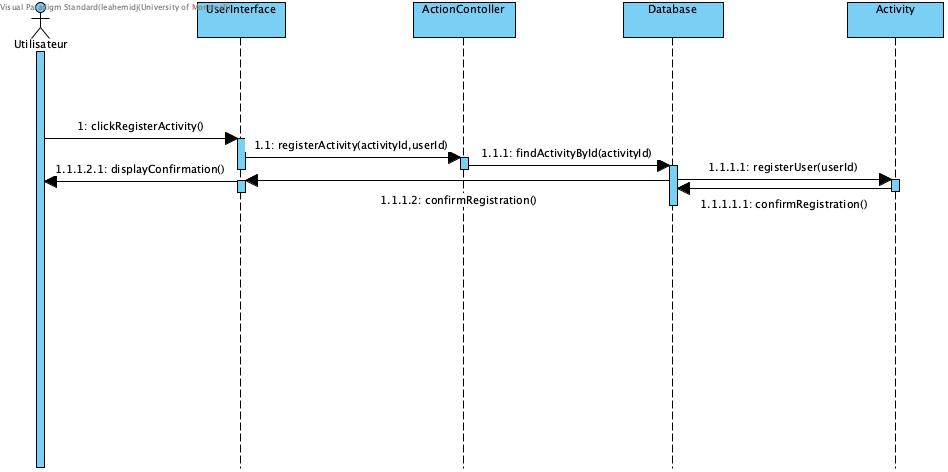 Visual Paradigm Standard(leahemid(University of
UserInterface
ActionContoller
Database
Activity
Utilisateur
1: clickRegisterActivity()
1.1: registerActivity(activityId,userId)
1.1.1: findActivityById(activityId)
1.1.1.1: registerUser(userId)
1.1.1.2.1: displayConfirmation()
1.1.1.2: confirmRegistration()
1.1.1.1.1: confirmRegistration()